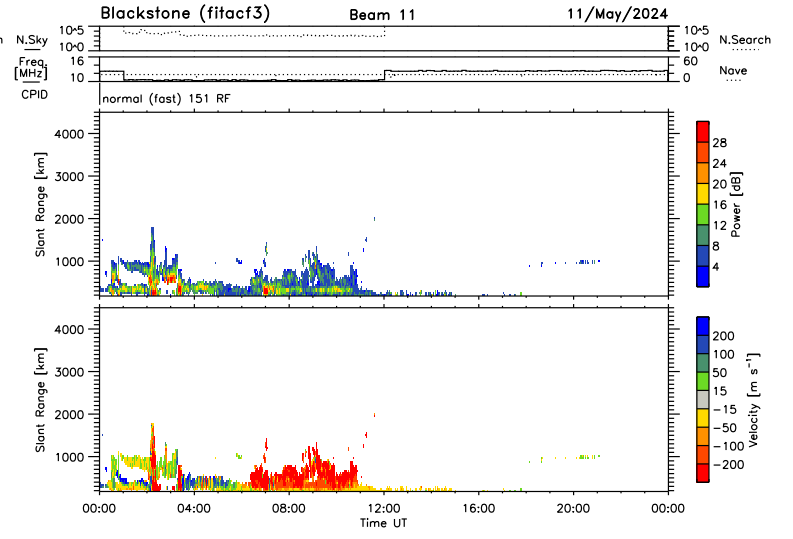 Blackstone (fitacf3) Beam 11 11/May/2024
n N.Sky 10^5 10^5 N.Search
10^0 10^0
Freq. 16 60 Nave
[MHz] 10 0
CPID normal (fast) 151 RF
Slant Range [km] 4000 3000 2000 1000
Power [dB] 28 24 20 16 12 8 4
Slant Range [km] 4000 3000 2000 1000
Velocity [m s⁻¹] 200 100 50 15 −15 −50 −100 −200
00:00 04:00 08:00 12:00 16:00 20:00 00:00
Time UT